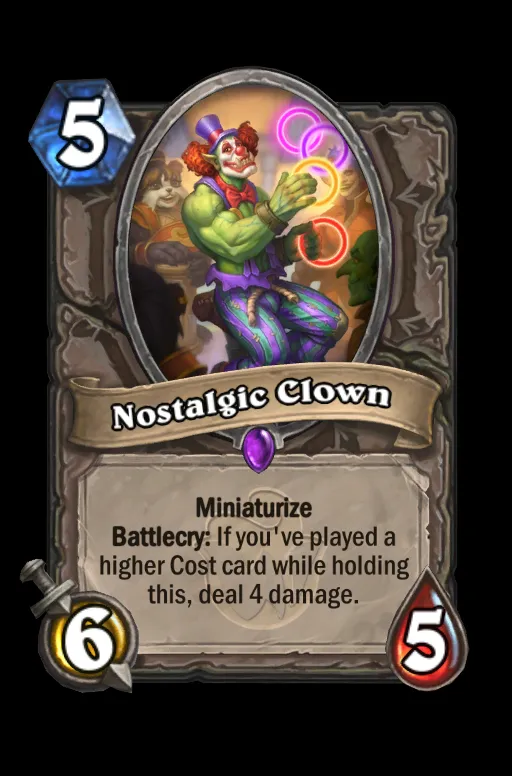 5
Nostalgic Clown
Miniaturize
Battlecry: If you've played a
higher Cost card while holding
this, deal 4 damage.
6
5